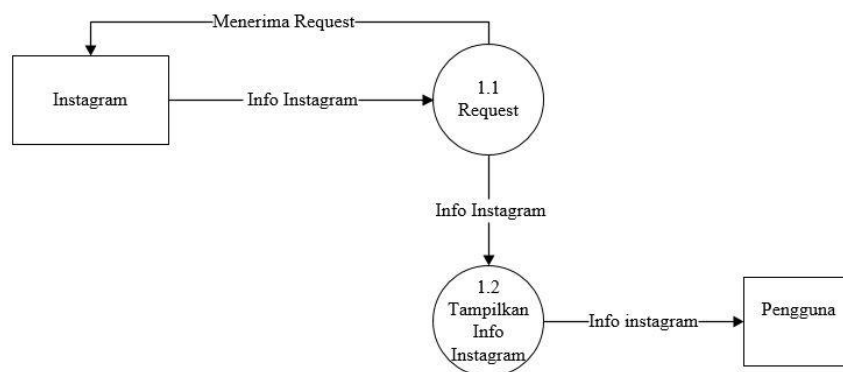 Menerima Request
Instagram
Info Instagram
1.1
Request
Info Instagram
1.2
Tampilkan
Info
Instagram
Info instagram
Pengguna